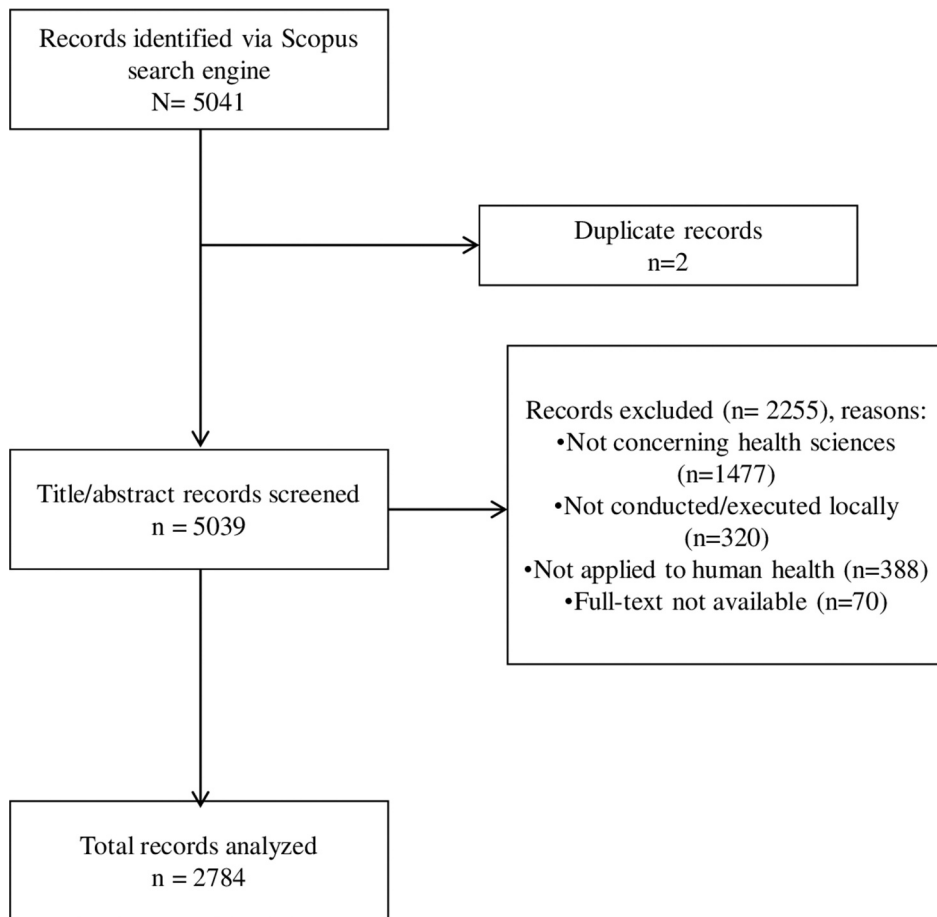 Records identified via Scopus
search engine
N= 5041
Duplicate records
n=2
Records excluded (n= 2255), reasons:
•Not concerning health sciences
(n=1477)
•Not conducted/executed locally
(n=320)
•Not applied to human health (n=388)
•Full-text not available (n=70)
Title/abstract records screened
n = 5039
Total records analyzed
n = 2784